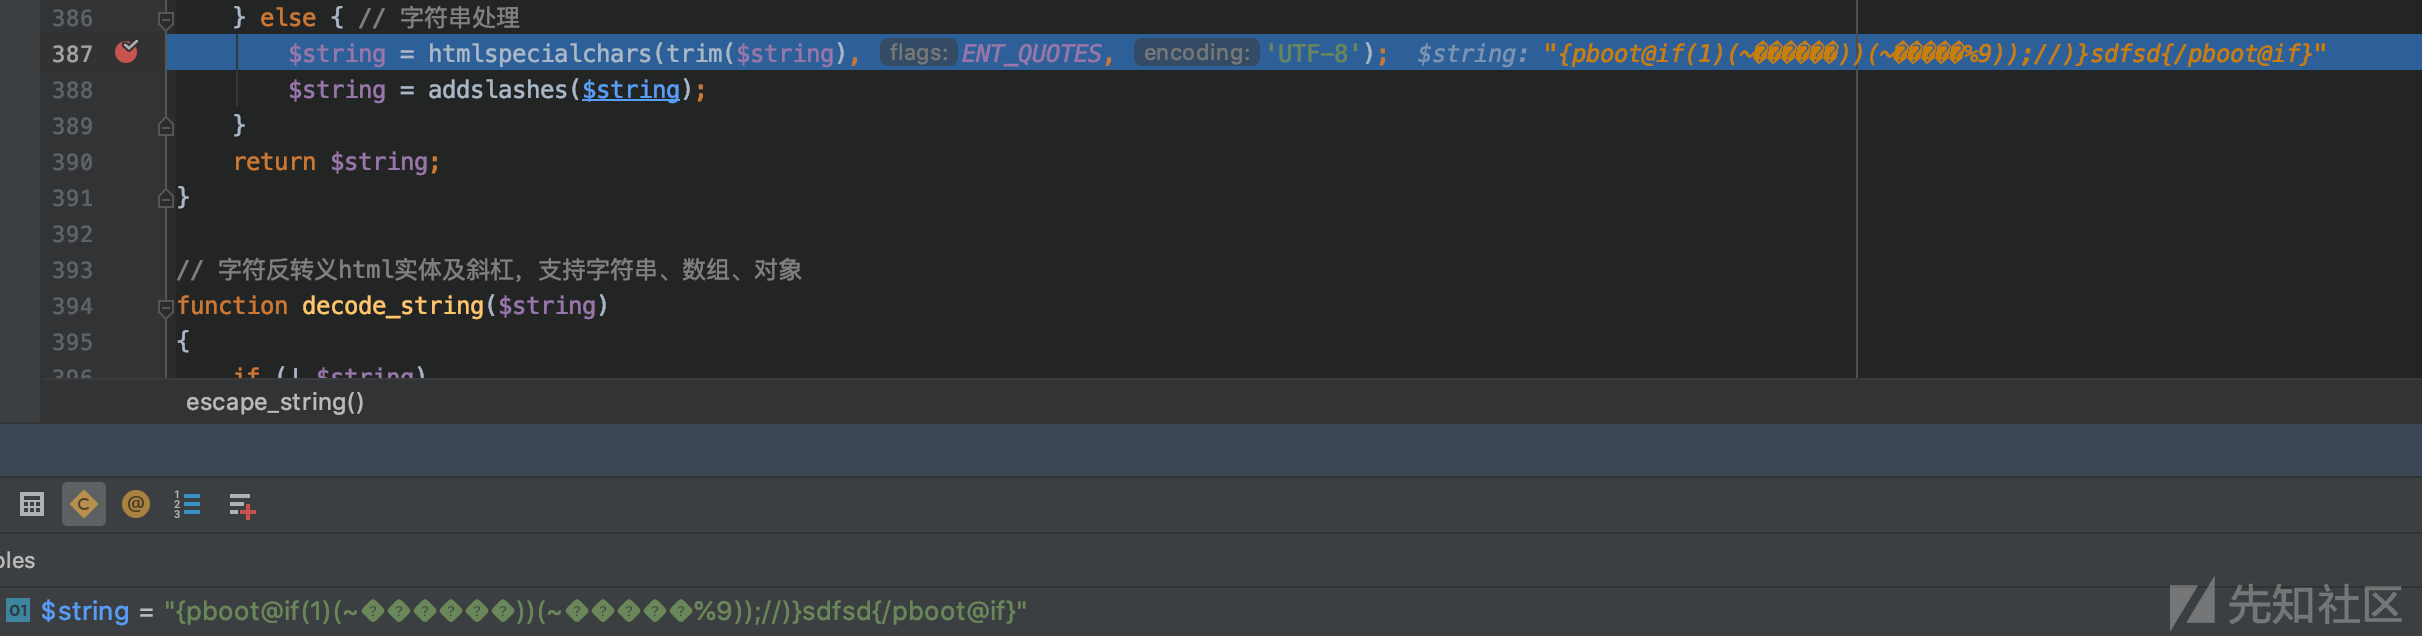 386 } else { // 字符串处理
387 $string = htmlspecialchars(trim($string), flags: ENT_QUOTES, encoding: 'UTF-8'); $string: "{pboot@if(1)(~������))(~�����%9));//)}sdfsd{/pboot@if}"
388 $string = addslashes($string);
389 }
390 return $string;
391 }
392
393 // 字符反转义html实体及斜杠，支持字符串、数组、对象
394 function decode_string($string)
395 {
396 if (! $string)
escape_string()
bles
01 $string = "{pboot@if(1)(~������))(~�����%9));//)}sdfsd{/pboot@if}"
先知社区